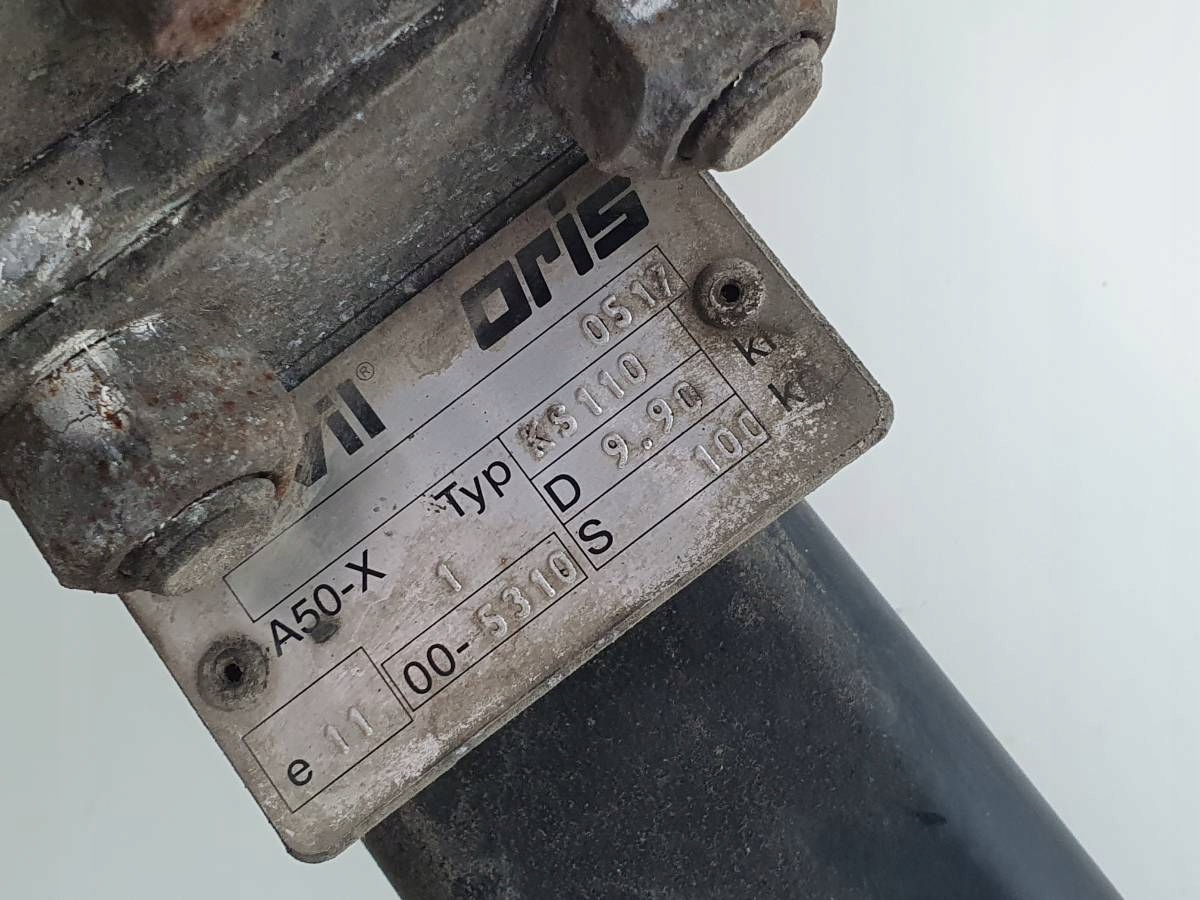 oris
0517
Typ KS110
D 9.90 k
S 100 k
A50-X 1
e 11 00-5310